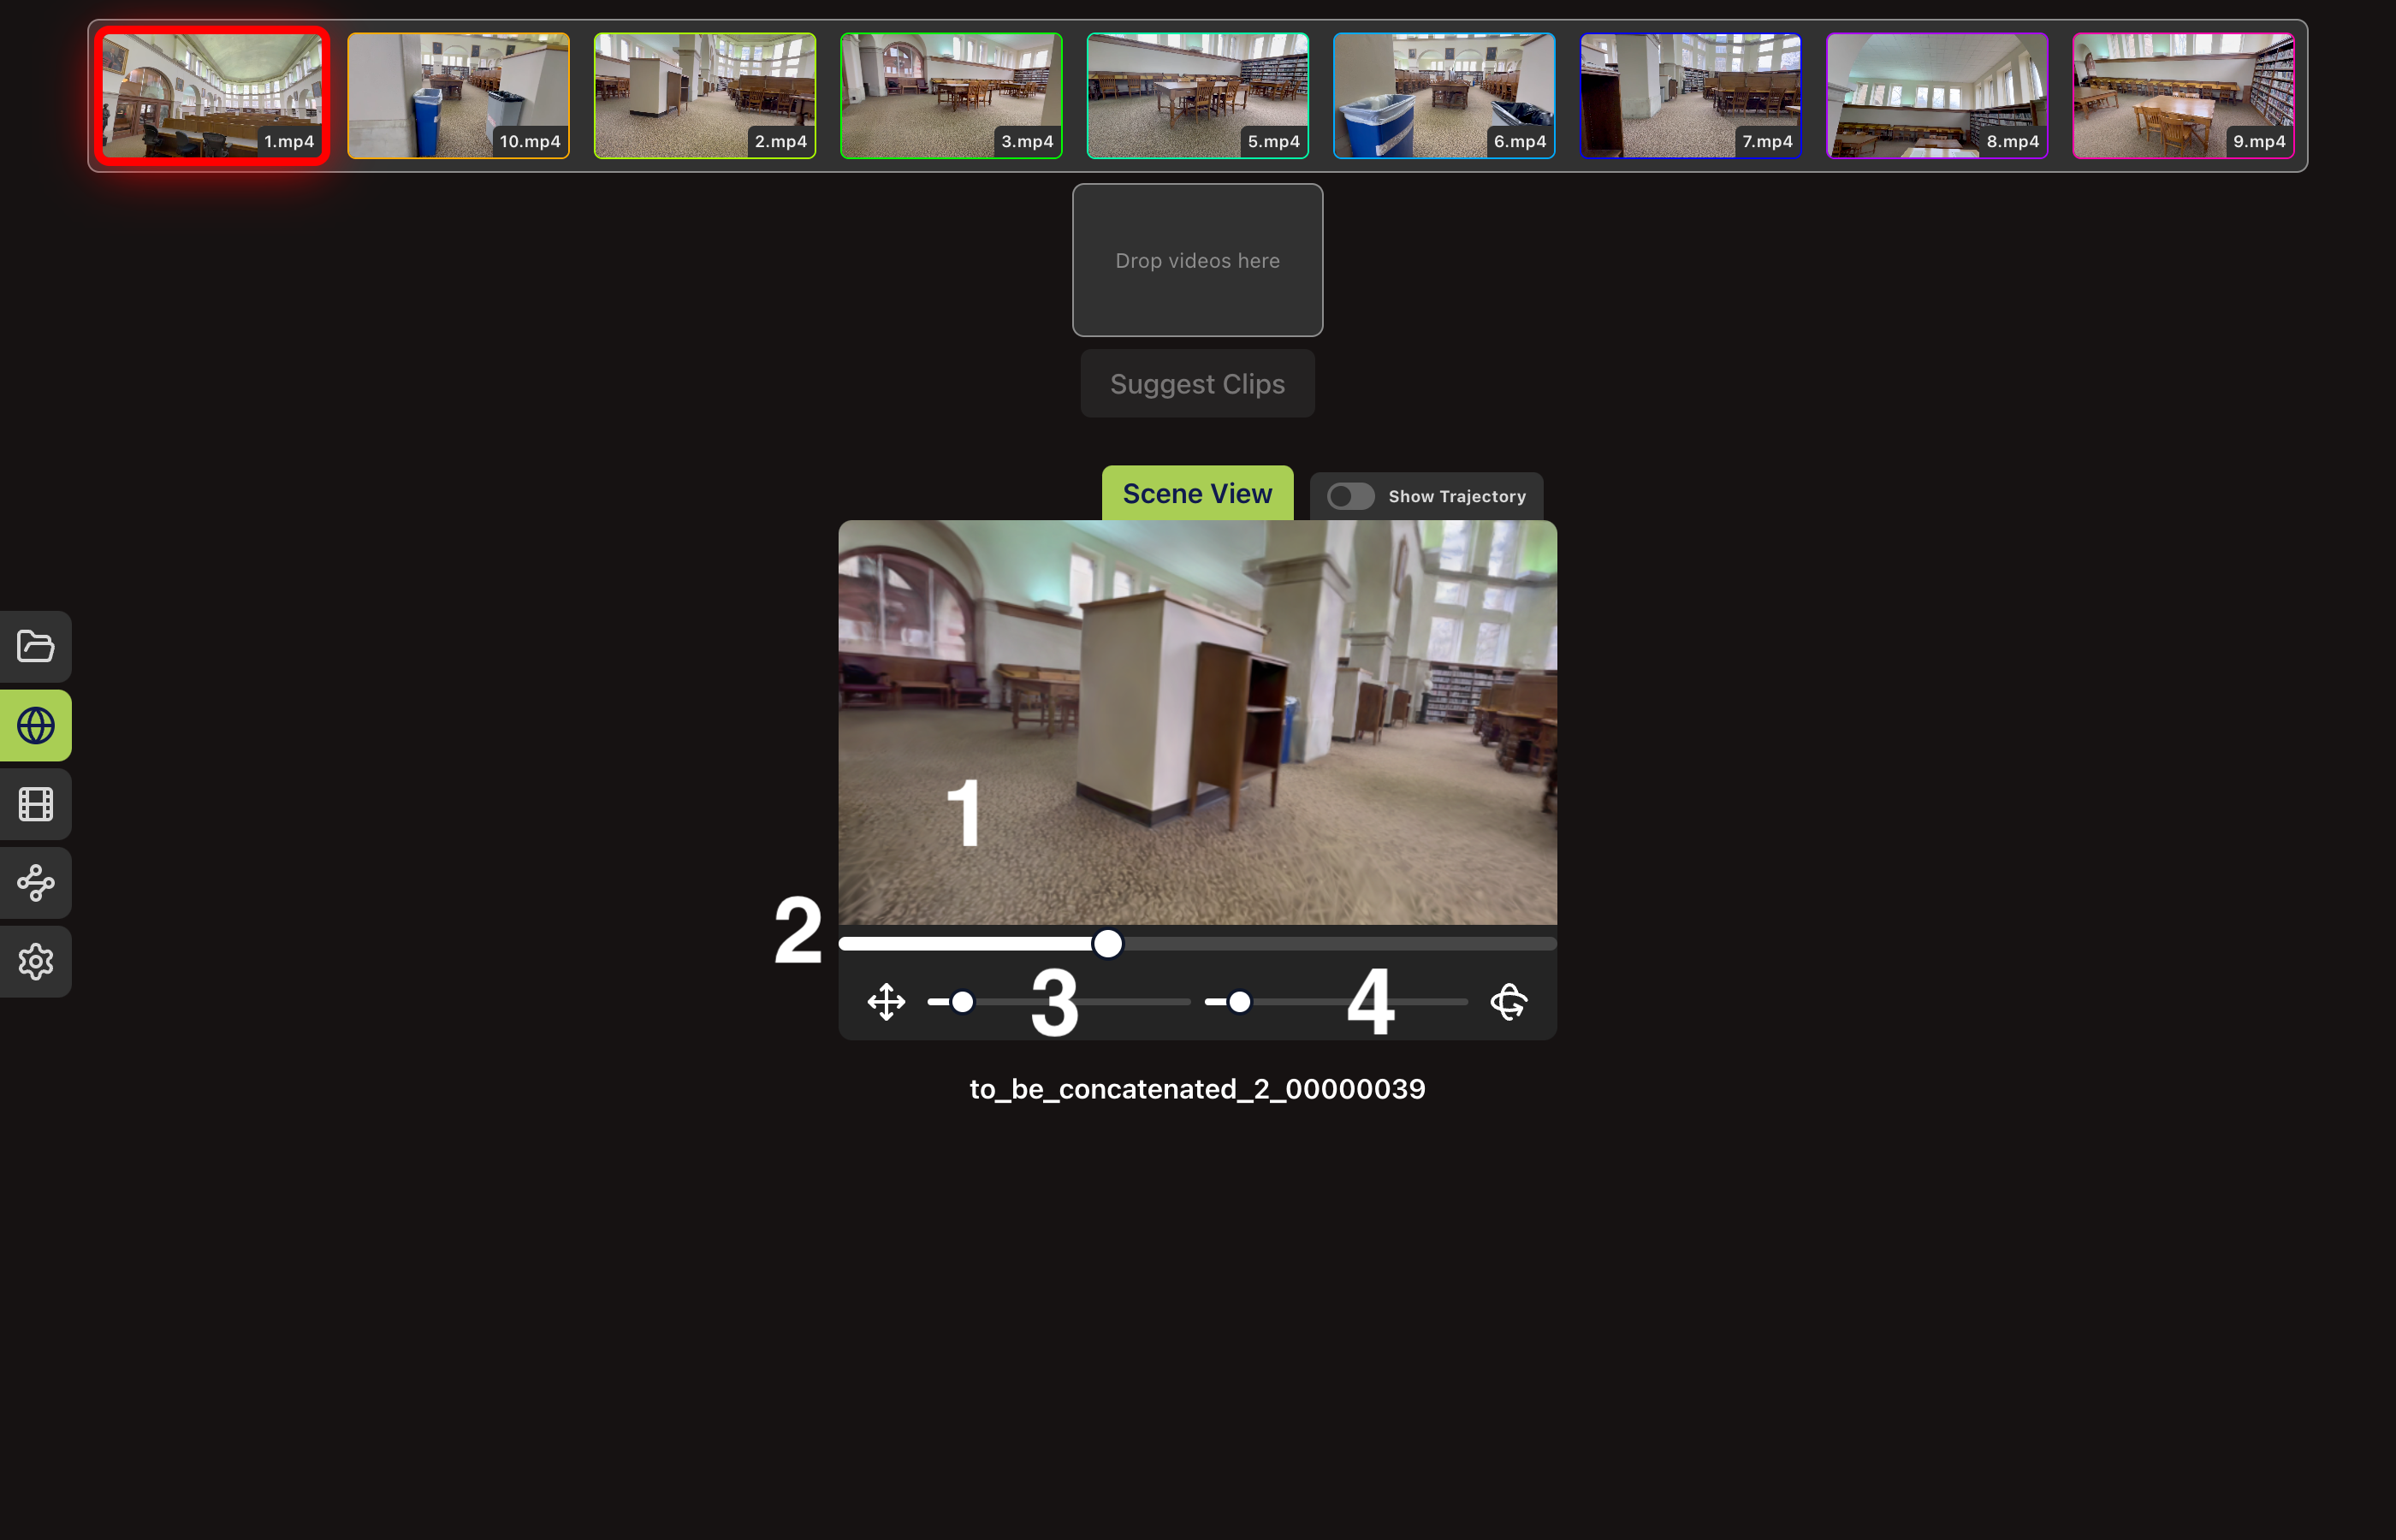 1.mp4
10.mp4
2.mp4
3.mp4
5.mp4
6.mp4
7.mp4
8.mp4
9.mp4
Drop videos here
Suggest Clips
Scene View
Show Trajectory
1
2
3
4
to_be_concatenated_2_00000039